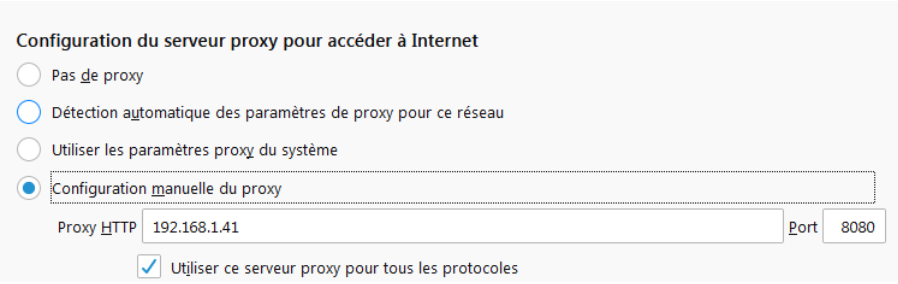 Configuration du serveur proxy pour accéder à Internet
Pas de proxy
Détection automatique des paramètres de proxy pour ce réseau
Utiliser les paramètres proxy du système
Configuration manuelle du proxy
Proxy HTTP 192.168.1.41 Port 8080
Utiliser ce serveur proxy pour tous les protocoles